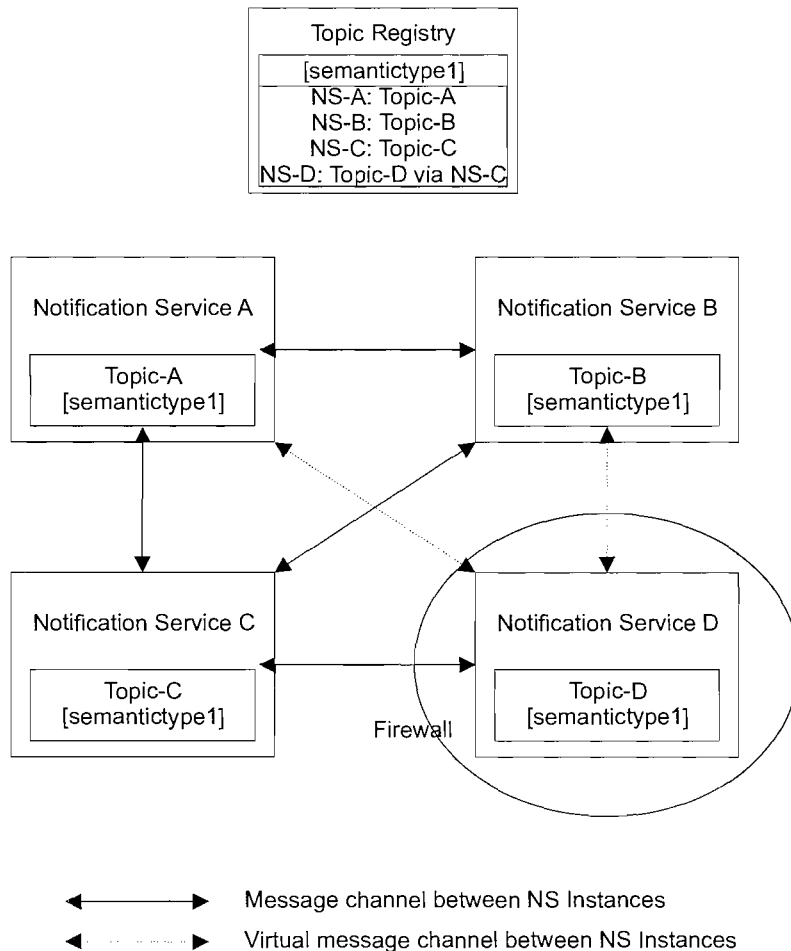 Topic Registry
[semantictype1]
NS-A: Topic-A
NS-B: Topic-B
NS-C: Topic-C
NS-D: Topic-D via NS-C
Notification Service A
Topic-A
[semantictype1]
Notification Service B
Topic-B
[semantictype1]
Notification Service C
Topic-C
[semantictype1]
Notification Service D
Topic-D
[semantictype1]
Firewall
Message channel between NS Instances
Virtual message channel between NS Instances